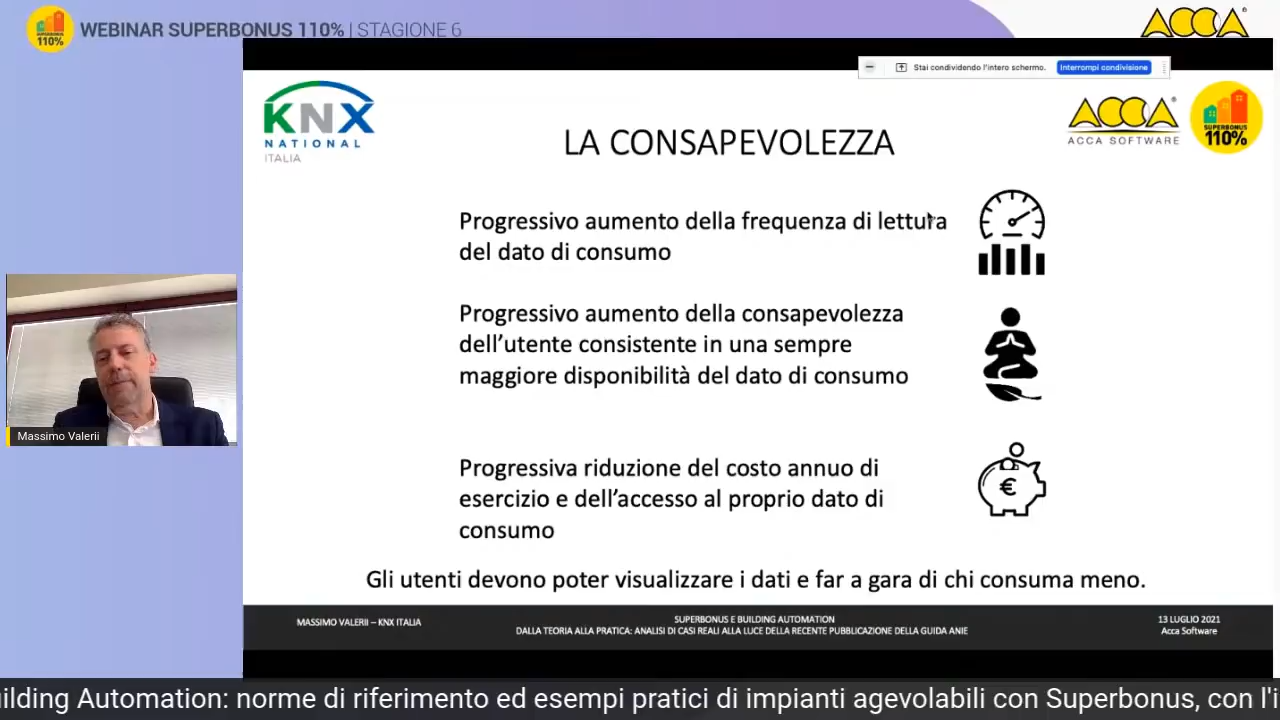 SUPERBONUS
110%
WEBINAR SUPERBONUS 110% | STAGIONE 6
ACCA
Stai condividendo l'intero schermo.
Interrompi condivisione
KNX
NATIONAL
ITALIA
LA CONSAPEVOLEZZA
ACCA
ACCA SOFTWARE
SUPERBONUS
110%
Progressivo aumento della frequenza di lettura
del dato di consumo
Progressivo aumento della consapevolezza
dell’utente consistente in una sempre
maggiore disponibilità del dato di consumo
Massimo Valerii
Progressiva riduzione del costo annuo di
esercizio e dell’accesso al proprio dato di
consumo
€
Gli utenti devono poter visualizzare i dati e far a gara di chi consuma meno.
MASSIMO VALERII – KNX ITALIA
SUPERBONUS E BUILDING AUTOMATION
DALLA TEORIA ALLA PRATICA: ANALISI DI CASI REALI ALLA LUCE DELLA RECENTE PUBBLICAZIONE DELLA GUIDA ANIE
13 LUGLIO 2021
Acca Software
ilding Automation: norme di riferimento ed esempi pratici di impianti agevolabili con Superbonus, con l'i